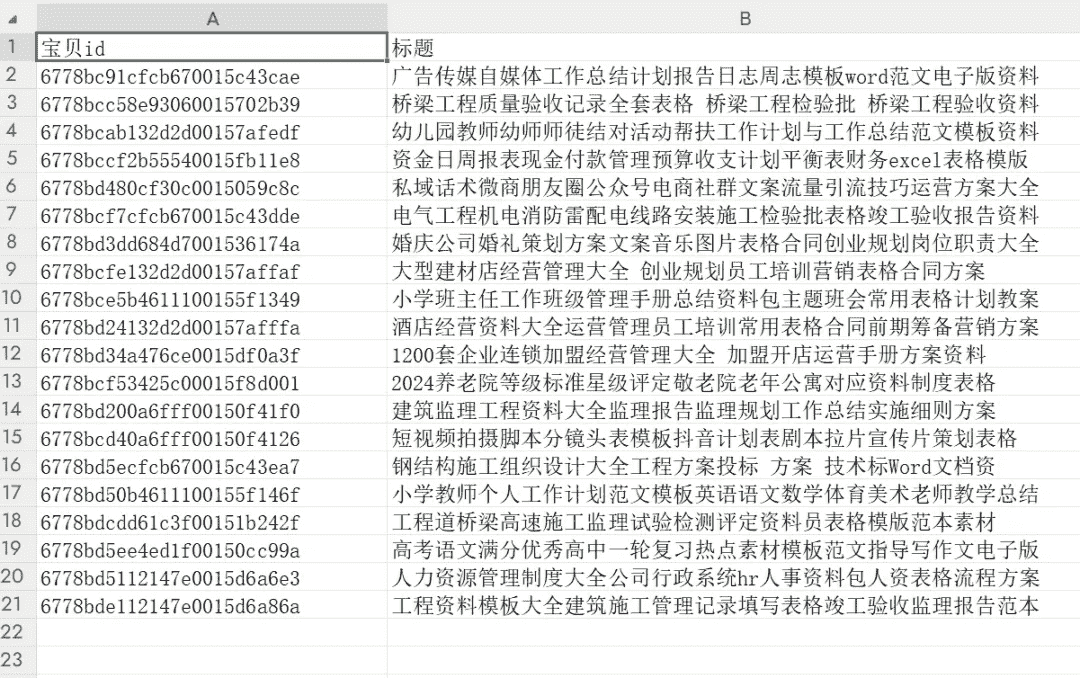 A B
1 宝贝id 标题
2 6778bc91cfcb670015c43cae 广告传媒自媒体工作总结计划报告日志周志模板word范文电子版资料
3 6778bcc58e93060015702b39 桥梁工程质量验收记录全套表格 桥梁工程检验批 桥梁工程验收资料
4 6778bcab132d2d00157afedf 幼儿园教师幼师师徒结对活动帮扶工作计划与工作总结范文模板资料
5 6778bccf2b55540015fb11e8 资金日周报表现金付款管理预算收支计划平衡表财务excel表格模版
6 6778bd480cf30c0015059c8c 私域话术微商朋友圈公众号电商社群文案流量引流技巧运营方案大全
7 6778bcf7cfcb670015c43dde 电气工程机电消防雷配电线路安装施工检验批表格竣工验收报告资料
8 6778bd3dd684d7001536174a 婚庆公司婚礼策划方案文案音乐图片表格合同创业规划岗位职责大全
9 6778bcfe132d2d00157affaf 大型建材店经营管理大全 创业规划员工培训营销表格合同方案
10 6778bce5b4611100155f1349 小学班主任工作班级管理手册总结资料包主题班会常用表格计划教案
11 6778bd24132d2d00157afffa 酒店经营资料大全运营管理员工培训常用表格合同前期筹备营销方案
12 6778bd34a476ce0015df0a3f 1200套企业连锁加盟经营管理大全 加盟开店运营手册方案资料
13 6778bcf53425c00015f8d001 2024养老院等级标准星级评定敬老院老年公寓对应资料制度表格
14 6778bd200a6fff00150f41f0 建筑监理工程资料大全监理报告监理规划工作总结实施细则方案
15 6778bcd40a6fff00150f4126 短视频拍摄脚本分镜头表模板抖音计划表剧本拉片宣传片策划表格
16 6778bd5ecfcb670015c43ea7 钢结构施工组织设计大全工程方案投标 方案 技术标Word文档资
17 6778bd50b4611100155f146f 小学教师个人工作计划范文模板英语语文数学体育美术老师教学总结
18 6778bdcdd61c3f00151b242f 工程道桥梁高速施工监理试验检测评定资料员表格模版范本素材
19 6778bd5ee4ed1f00150cc99a 高考语文满分优秀高中一轮复习热点素材模板范文指导写作文电子版
20 6778bd5112147e0015d6a6e3 人力资源管理制度大全公司行政系统hr人事资料包人资表格流程方案
21 6778bde112147e0015d6a86a 工程资料模板大全建筑施工管理记录填写表格竣工验收监理报告范本
22
23